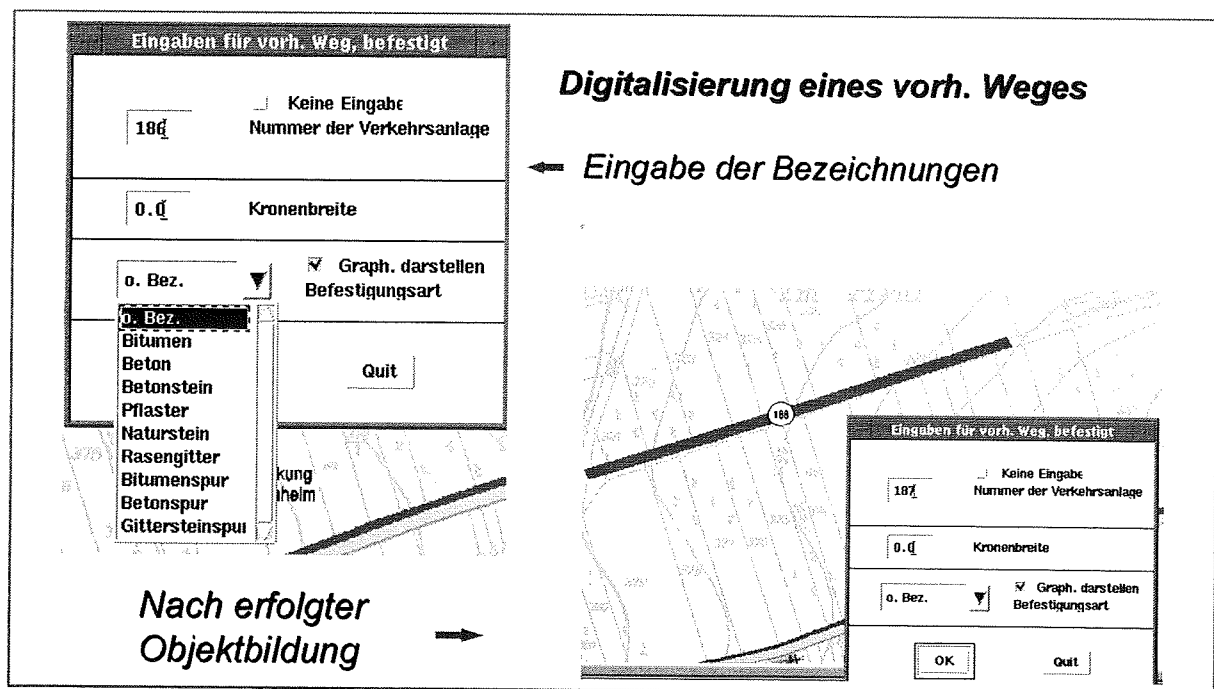 Eingaben für vorh. Weg, befestigt
Keine Eingabe
186
Nummer der Verkehrsanlage
0.0
Kronenbreite
o. Bez.
Graph. darstellen
Befestigungsart
o. Bez.
Bitumen
Beton
Betonstein
Pflaster
Naturstein
Rasengitter
Bitumenspur
Betonspur
Gittersteinspur
Quit
kung
nheim
Digitalisierung eines vorh. Weges
Eingabe der Bezeichnungen
Nach erfolgter
Objektbildung
186
Eingaben für vorh. Weg, befestigt
Keine Eingabe
187
Nummer der Verkehrsanlage
0.0
Kronenbreite
o. Bez.
Graph. darstellen
Befestigungsart
OK
Quit